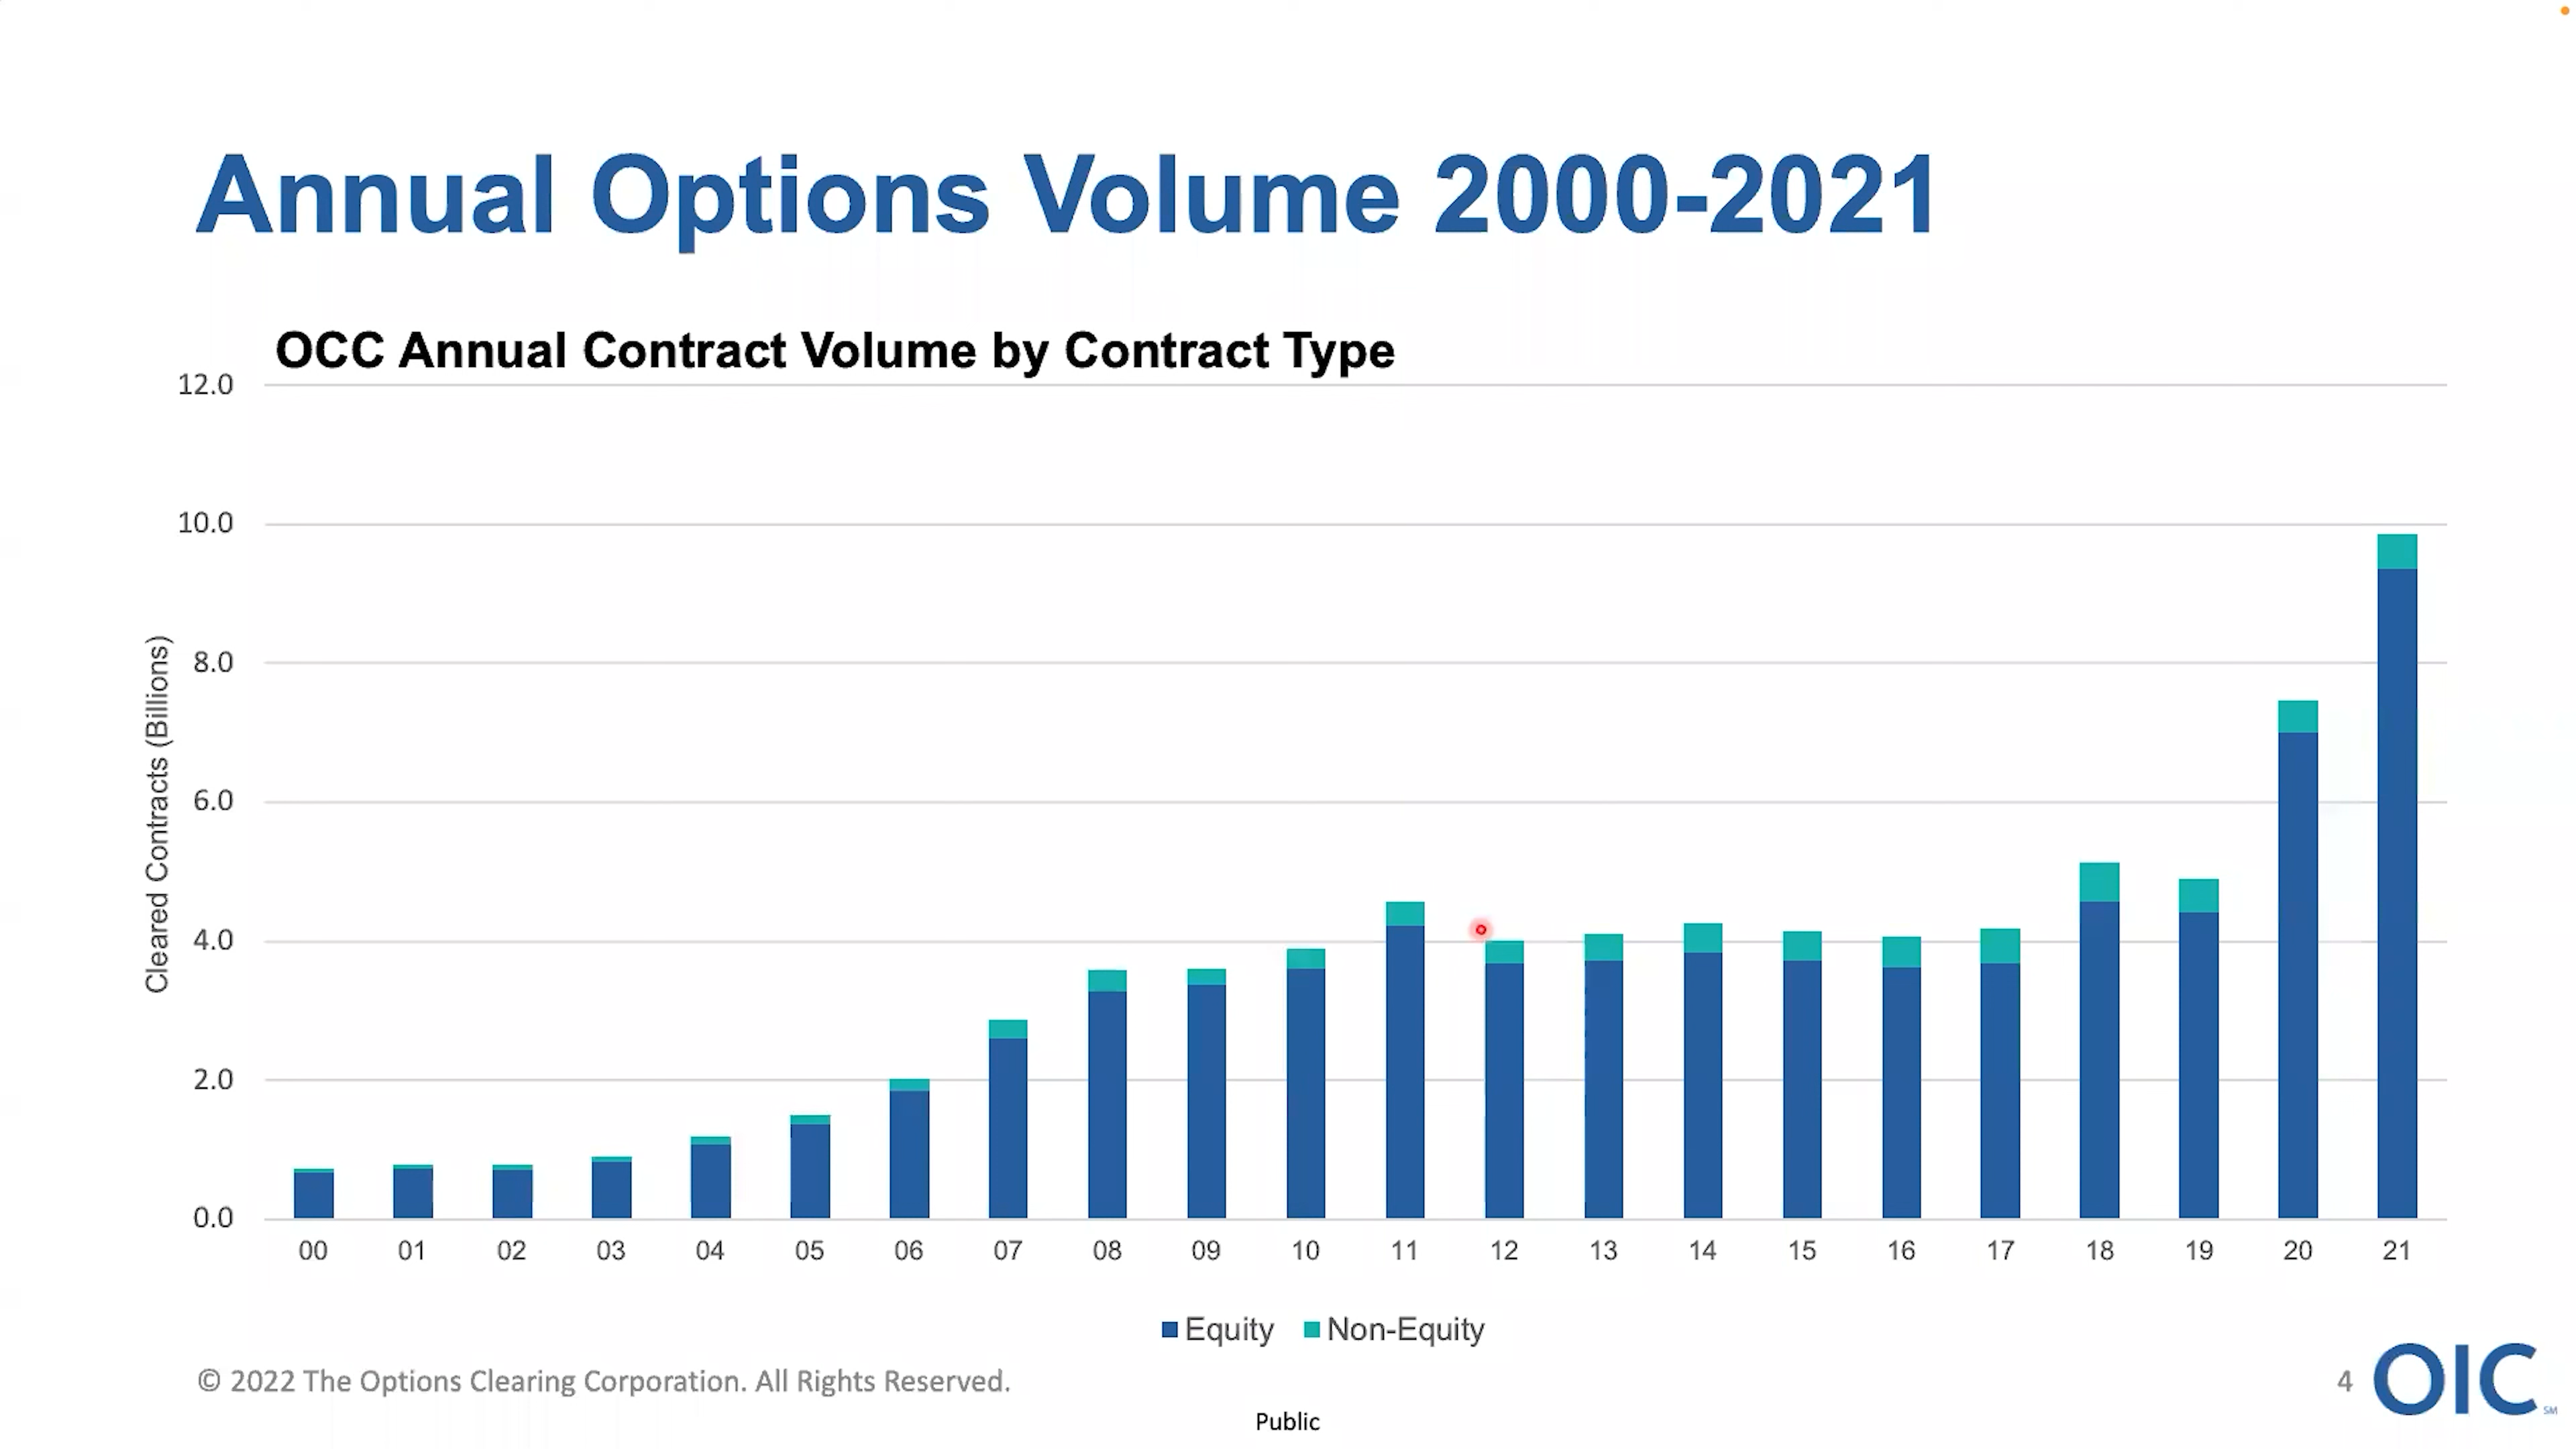 Annual Options Volume 2000-2021
OCC Annual Contract Volume by Contract Type
12.0
10.0
8.0
6.0
4.0
2.0
0.0
Cleared Contracts (Billions)
00 01 02 03 04 05 06 07 08 09 10 11 12 13 14 15 16 17 18 19 20 21
Equity Non-Equity
© 2022 The Options Clearing Corporation. All Rights Reserved.
4
OIC SM
Public